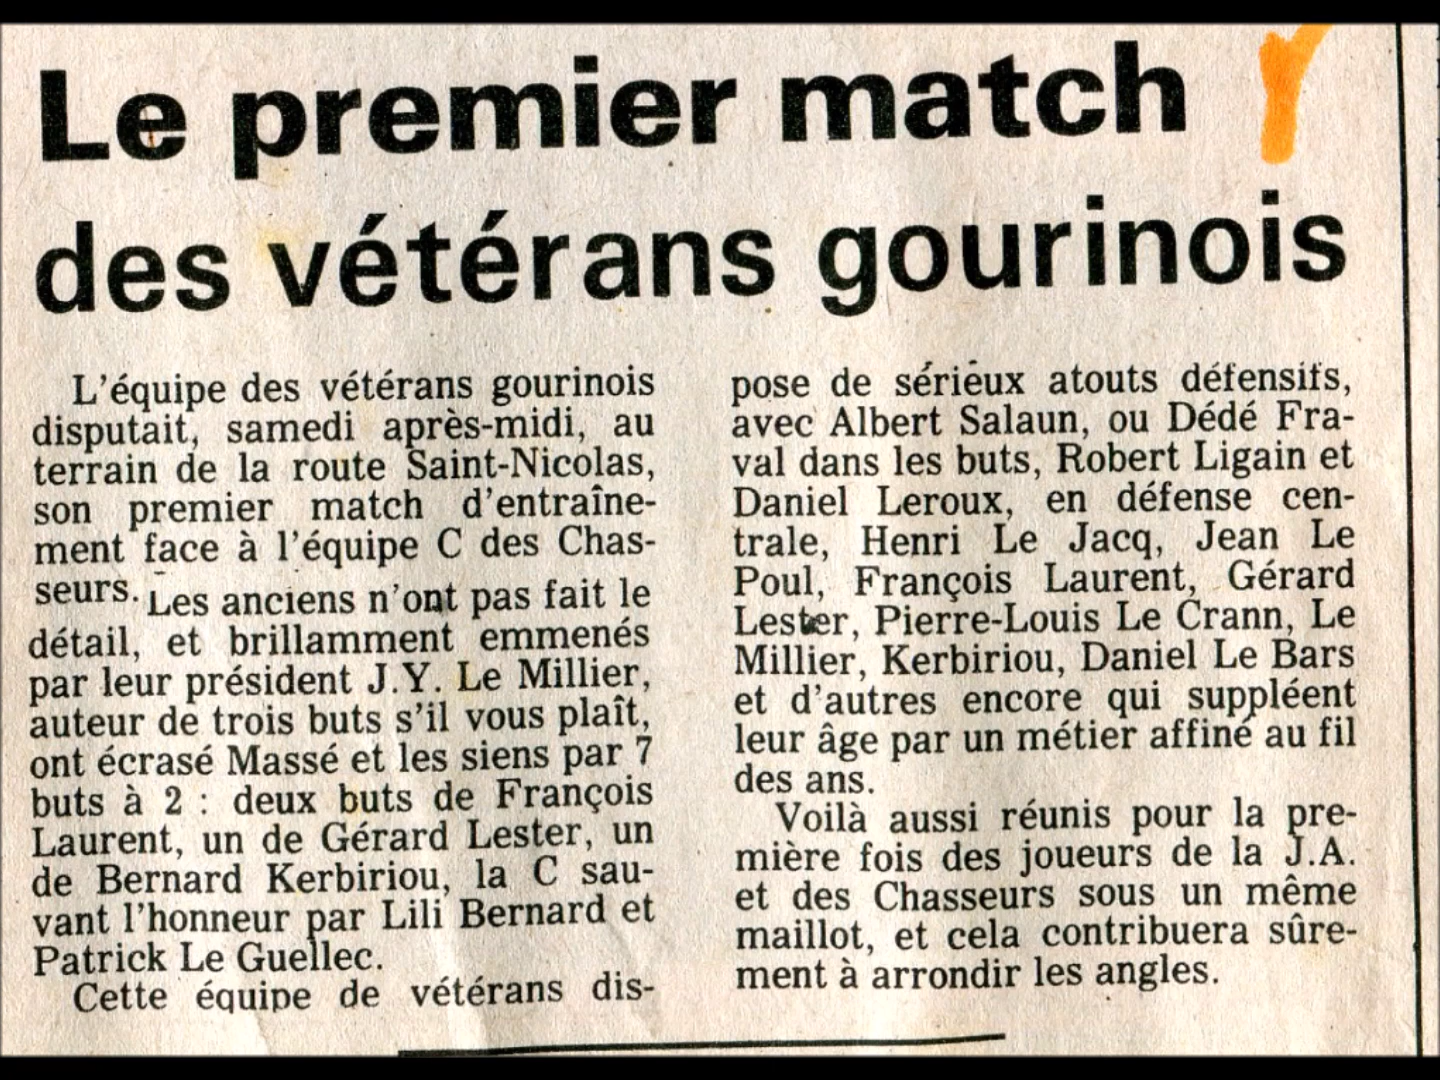 Le premier match
des vétérans gourinois
L'équipe des vétérans gourinois
disputait, samedi après-midi, au
terrain de la route Saint-Nicolas,
son premier match d'entraîne-
ment face à l'équipe C des Chas-
seurs. Les anciens n'ont pas fait le
détail, et brillamment emmenés
par leur président J.Y. Le Millier,
auteur de trois buts s'il vous plaît,
ont écrasé Massé et les siens par 7
buts à 2 : deux buts de François
Laurent, un de Gérard Lester, un
de Bernard Kerbiriou, la C sau-
vant l'honneur par Lili Bernard et
Patrick Le Guellec.
Cette équipe de vétérans dis-
pose de sérieux atouts défensifs,
avec Albert Salaun, ou Dédé Fra-
val dans les buts, Robert Ligain et
Daniel Leroux, en défense cen-
trale, Henri Le Jacq, Jean Le
Poul, François Laurent, Gérard
Lester, Pierre-Louis Le Crann, Le
Millier, Kerbiriou, Daniel Le Bars
et d'autres encore qui suppléent
leur âge par un métier affiné au fil
des ans.
Voilà aussi réunis pour la pre-
mière fois des joueurs de la J.A.
et des Chasseurs sous un même
maillot, et cela contribuera sûre-
ment à arrondir les angles.